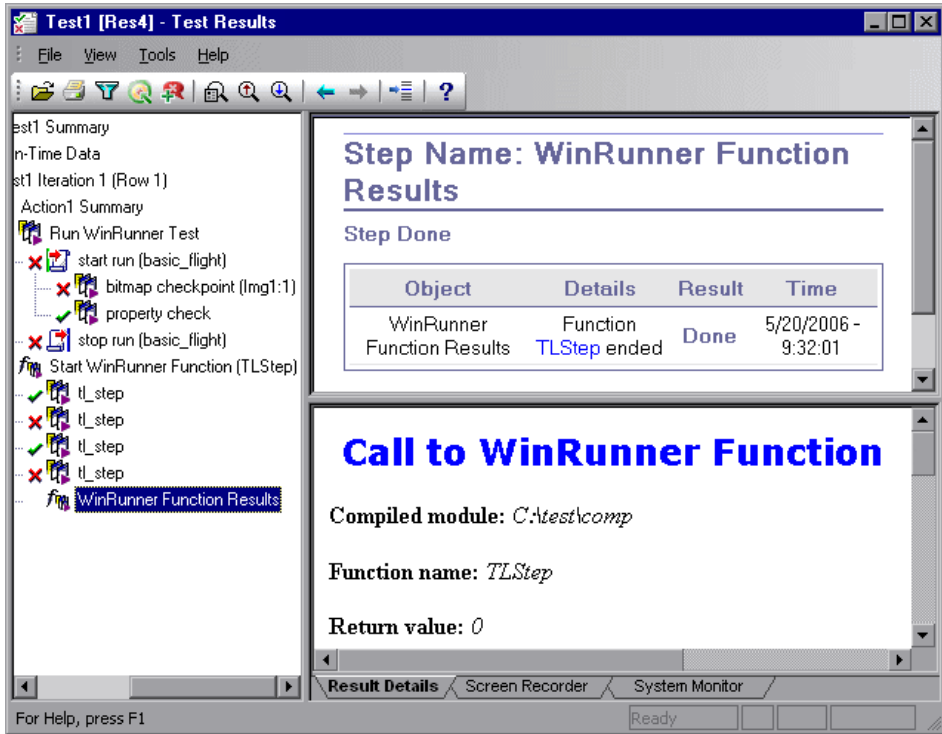 Test1 [Res4] - Test Results
File View Tools Help
est1 Summary
n-Time Data
st1 Iteration 1 (Row 1)
Action1 Summary
Run WinRunner Test
start run (basic_flight)
bitmap checkpoint (Img1:1)
property check
stop run (basic_flight)
Start WinRunner Function (TLStep)
tl_step
tl_step
tl_step
tl_step
WinRunner Function Results
Step Name: WinRunner Function
Results
Step Done
Object Details Result Time
WinRunner Function Results Function TLStep ended Done 5/20/2006 - 9:32:01
Call to WinRunner Function
Compiled module: C:\test\comp
Function name: TLStep
Return value: 0
Result Details Screen Recorder System Monitor
For Help, press F1 Ready